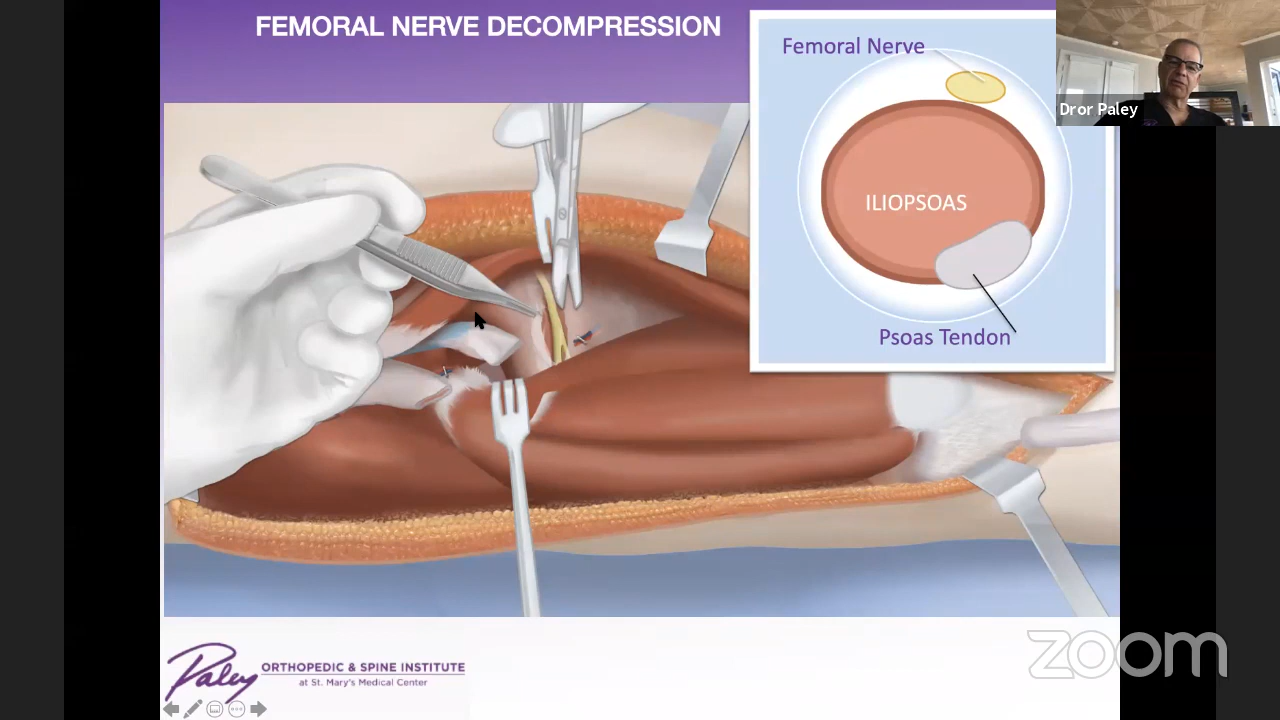 FEMORAL NERVE DECOMPRESSION
Femoral Nerve
Dror Paley
ILIOPSOAS
Psoas Tendon
zoom
Paley
ORTHOPEDIC & SPINE INSTITUTE
at St. Mary's Medical Center